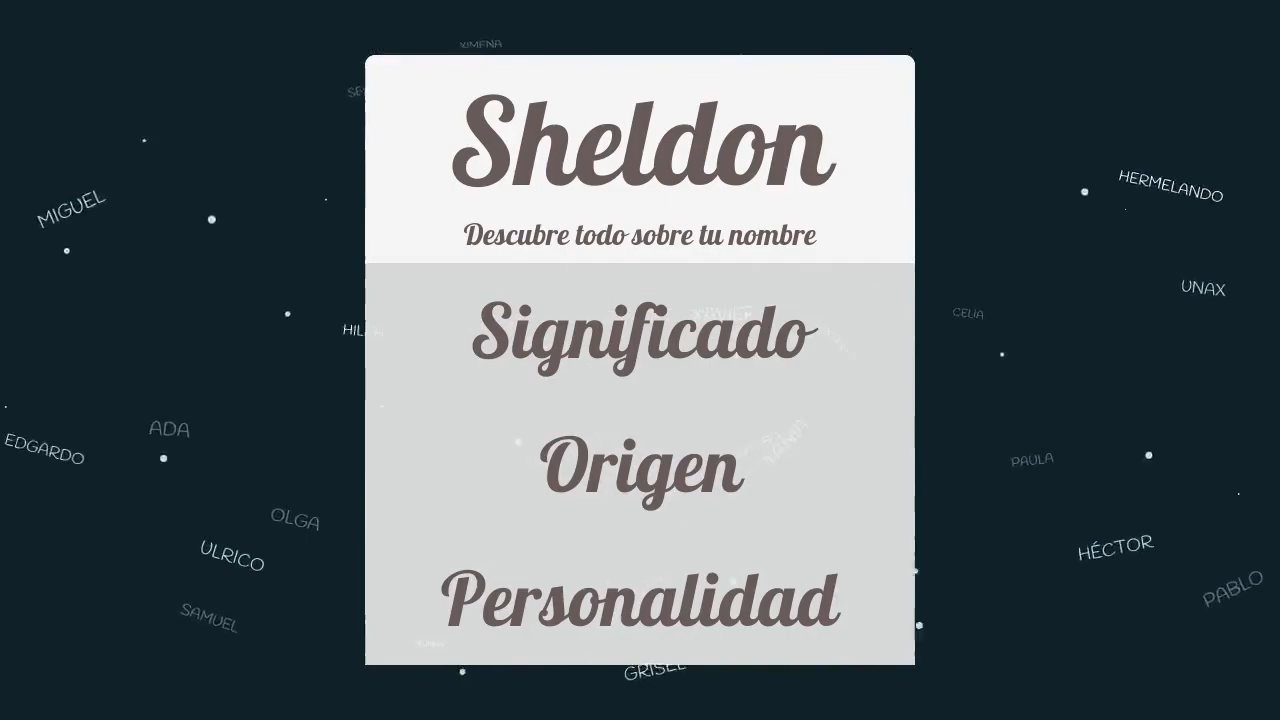 XIMENA
Sheldon
MIGUEL
HERMELANDO
Descubre todo sobre tu nombre
UNAX
CELIA
Significado
ADA
EDGARDO
Origen
PAULA
OLGA
ULRICO
HÉCTOR
PABLO
Personalidad
SAMUEL